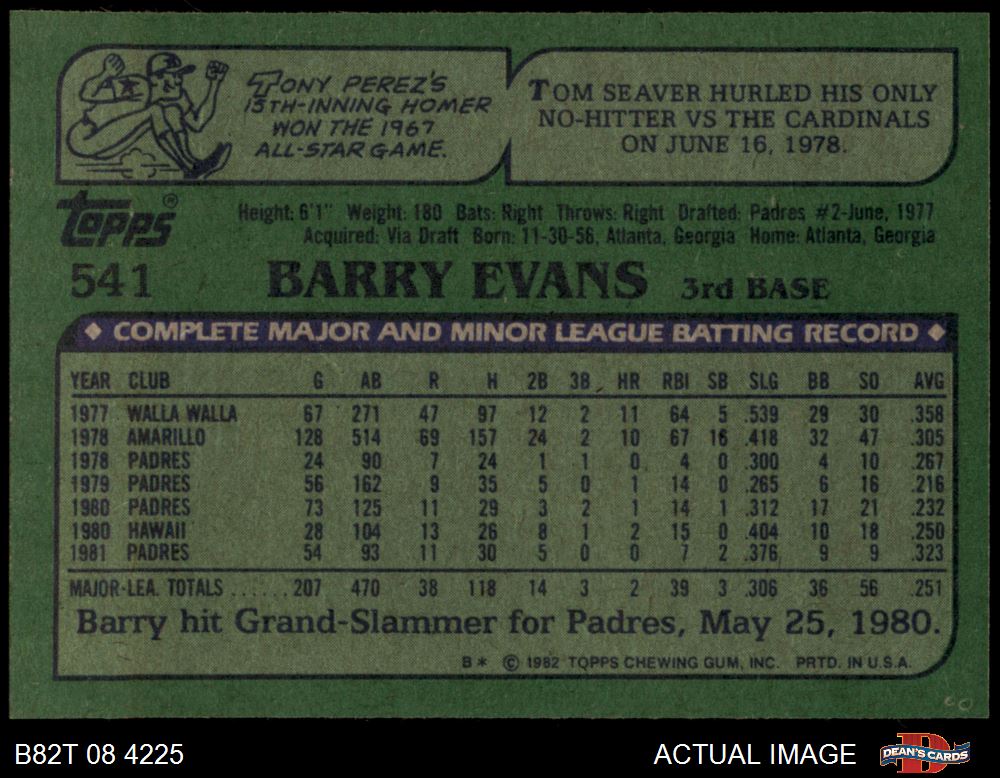 TONY PEREZ'S
15TH-INNING HOMER
WON THE 1967
ALL-STAR GAME.
TOM SEAVER HURLED HIS ONLY
NO-HITTER VS THE CARDINALS
ON JUNE 16, 1978.
topps®
Height: 6'1" Weight: 180 Bats: Right Throws: Right Drafted: Padres #2-June, 1977
Acquired: Via Draft Born: 11-30-56, Atlanta, Georgia Home: Atlanta, Georgia
541 BARRY EVANS 3rd BASE
◆ COMPLETE MAJOR AND MINOR LEAGUE BATTING RECORD ◆
YEAR CLUB G AB R H 2B 3B HR RBI SB SLG BB SO AVG
1977 WALLA WALLA 67 271 47 97 12 2 11 64 5 .539 29 30 .358
1978 AMARILLO 128 514 69 157 24 2 10 67 16 .418 32 47 .305
1978 PADRES 24 90 7 24 1 1 0 4 0 .300 4 10 .267
1979 PADRES 56 162 9 35 5 0 1 14 0 .265 6 16 .216
1980 PADRES 73 125 11 29 3 2 1 14 1 .312 17 21 .232
1980 HAWAII 28 104 13 26 8 1 2 15 0 .404 10 18 .250
1981 PADRES 54 93 11 30 5 0 0 7 2 .376 9 9 .323
MAJOR-LEA. TOTALS ...... 207 470 38 118 14 3 2 39 3 .306 36 56 .251
Barry hit Grand-Slammer for Padres, May 25, 1980.
B* © 1982 TOPPS CHEWING GUM, INC. PRTD. IN U.S.A.
B82T 08 4225
ACTUAL IMAGE
DEAN'S CARDS